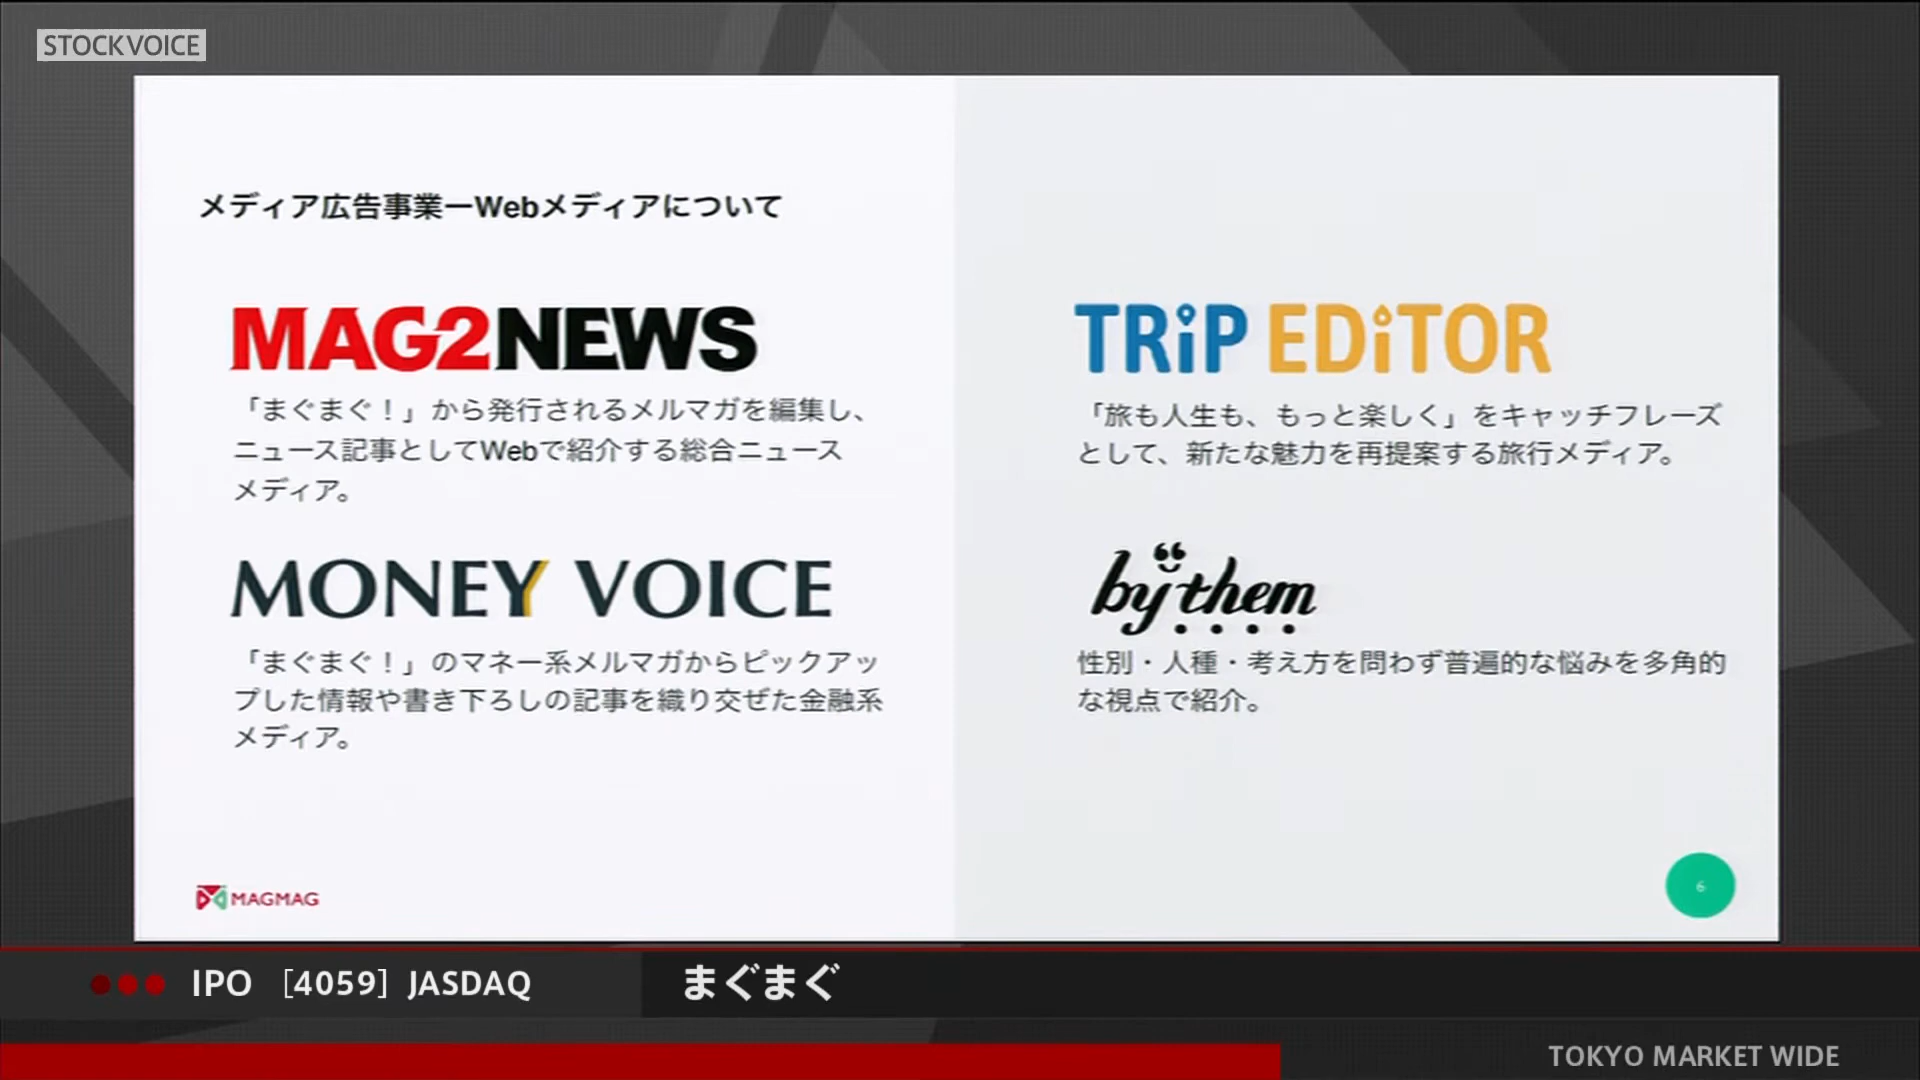 STOCKVOICE
メディア広告事業ーWebメディアについて
MAG2NEWS
「まぐまぐ！」から発行されるメルマガを編集し、
ニュース記事としてWebで紹介する総合ニュース
メディア。
MONEY VOICE
「まぐまぐ！」のマネー系メルマガからピックアッ
プした情報や書き下ろしの記事を織り交ぜた金融系
メディア。
TRiP EDiTOR
「旅も人生も、もっと楽しく」をキャッチフレーズ
として、新たな魅力を再提案する旅行メディア。
by them
性別・人種・考え方を問わず普遍的な悩みを多角的
な視点で紹介。
MAGMAG
6
IPO [4059] JASDAQ まぐまぐ
TOKYO MARKET WIDE